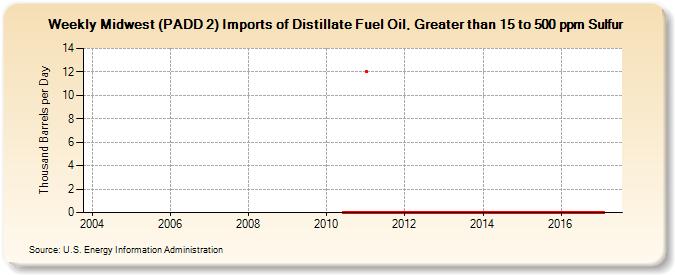 Weekly Midwest (PADD 2) Imports of Distillate Fuel Oil, Greater than 15 to 500 ppm Sulfur
Thousand Barrels per Day
14
12
10
8
6
4
2
0
2004 2006 2008 2010 2012 2014 2016
Source: U.S. Energy Information Administration